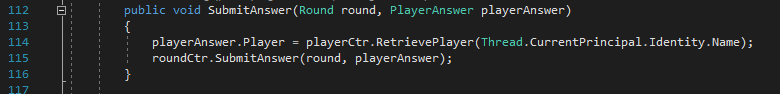 112 public void SubmitAnswer(Round round, PlayerAnswer playerAnswer)
113 {
114 playerAnswer.Player = playerCtr.RetrievePlayer(Thread.CurrentPrincipal.Identity.Name);
115 roundCtr.SubmitAnswer(round, playerAnswer);
116 }
117